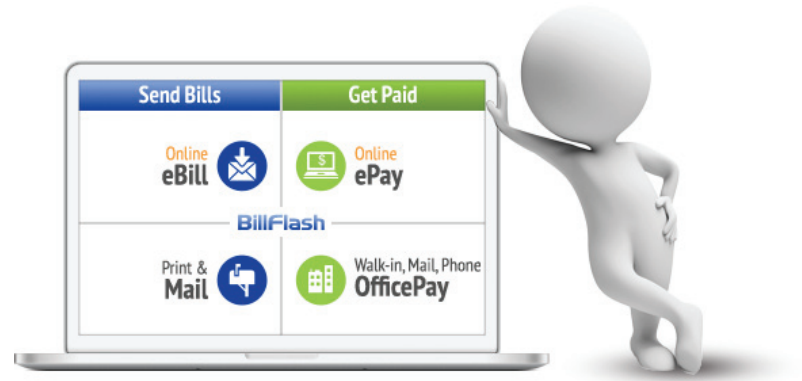 Send Bills
Get Paid
Online
eBill
$
Online
ePay
BillFlash
Print &
Mail
Walk-in, Mail, Phone
OfficePay